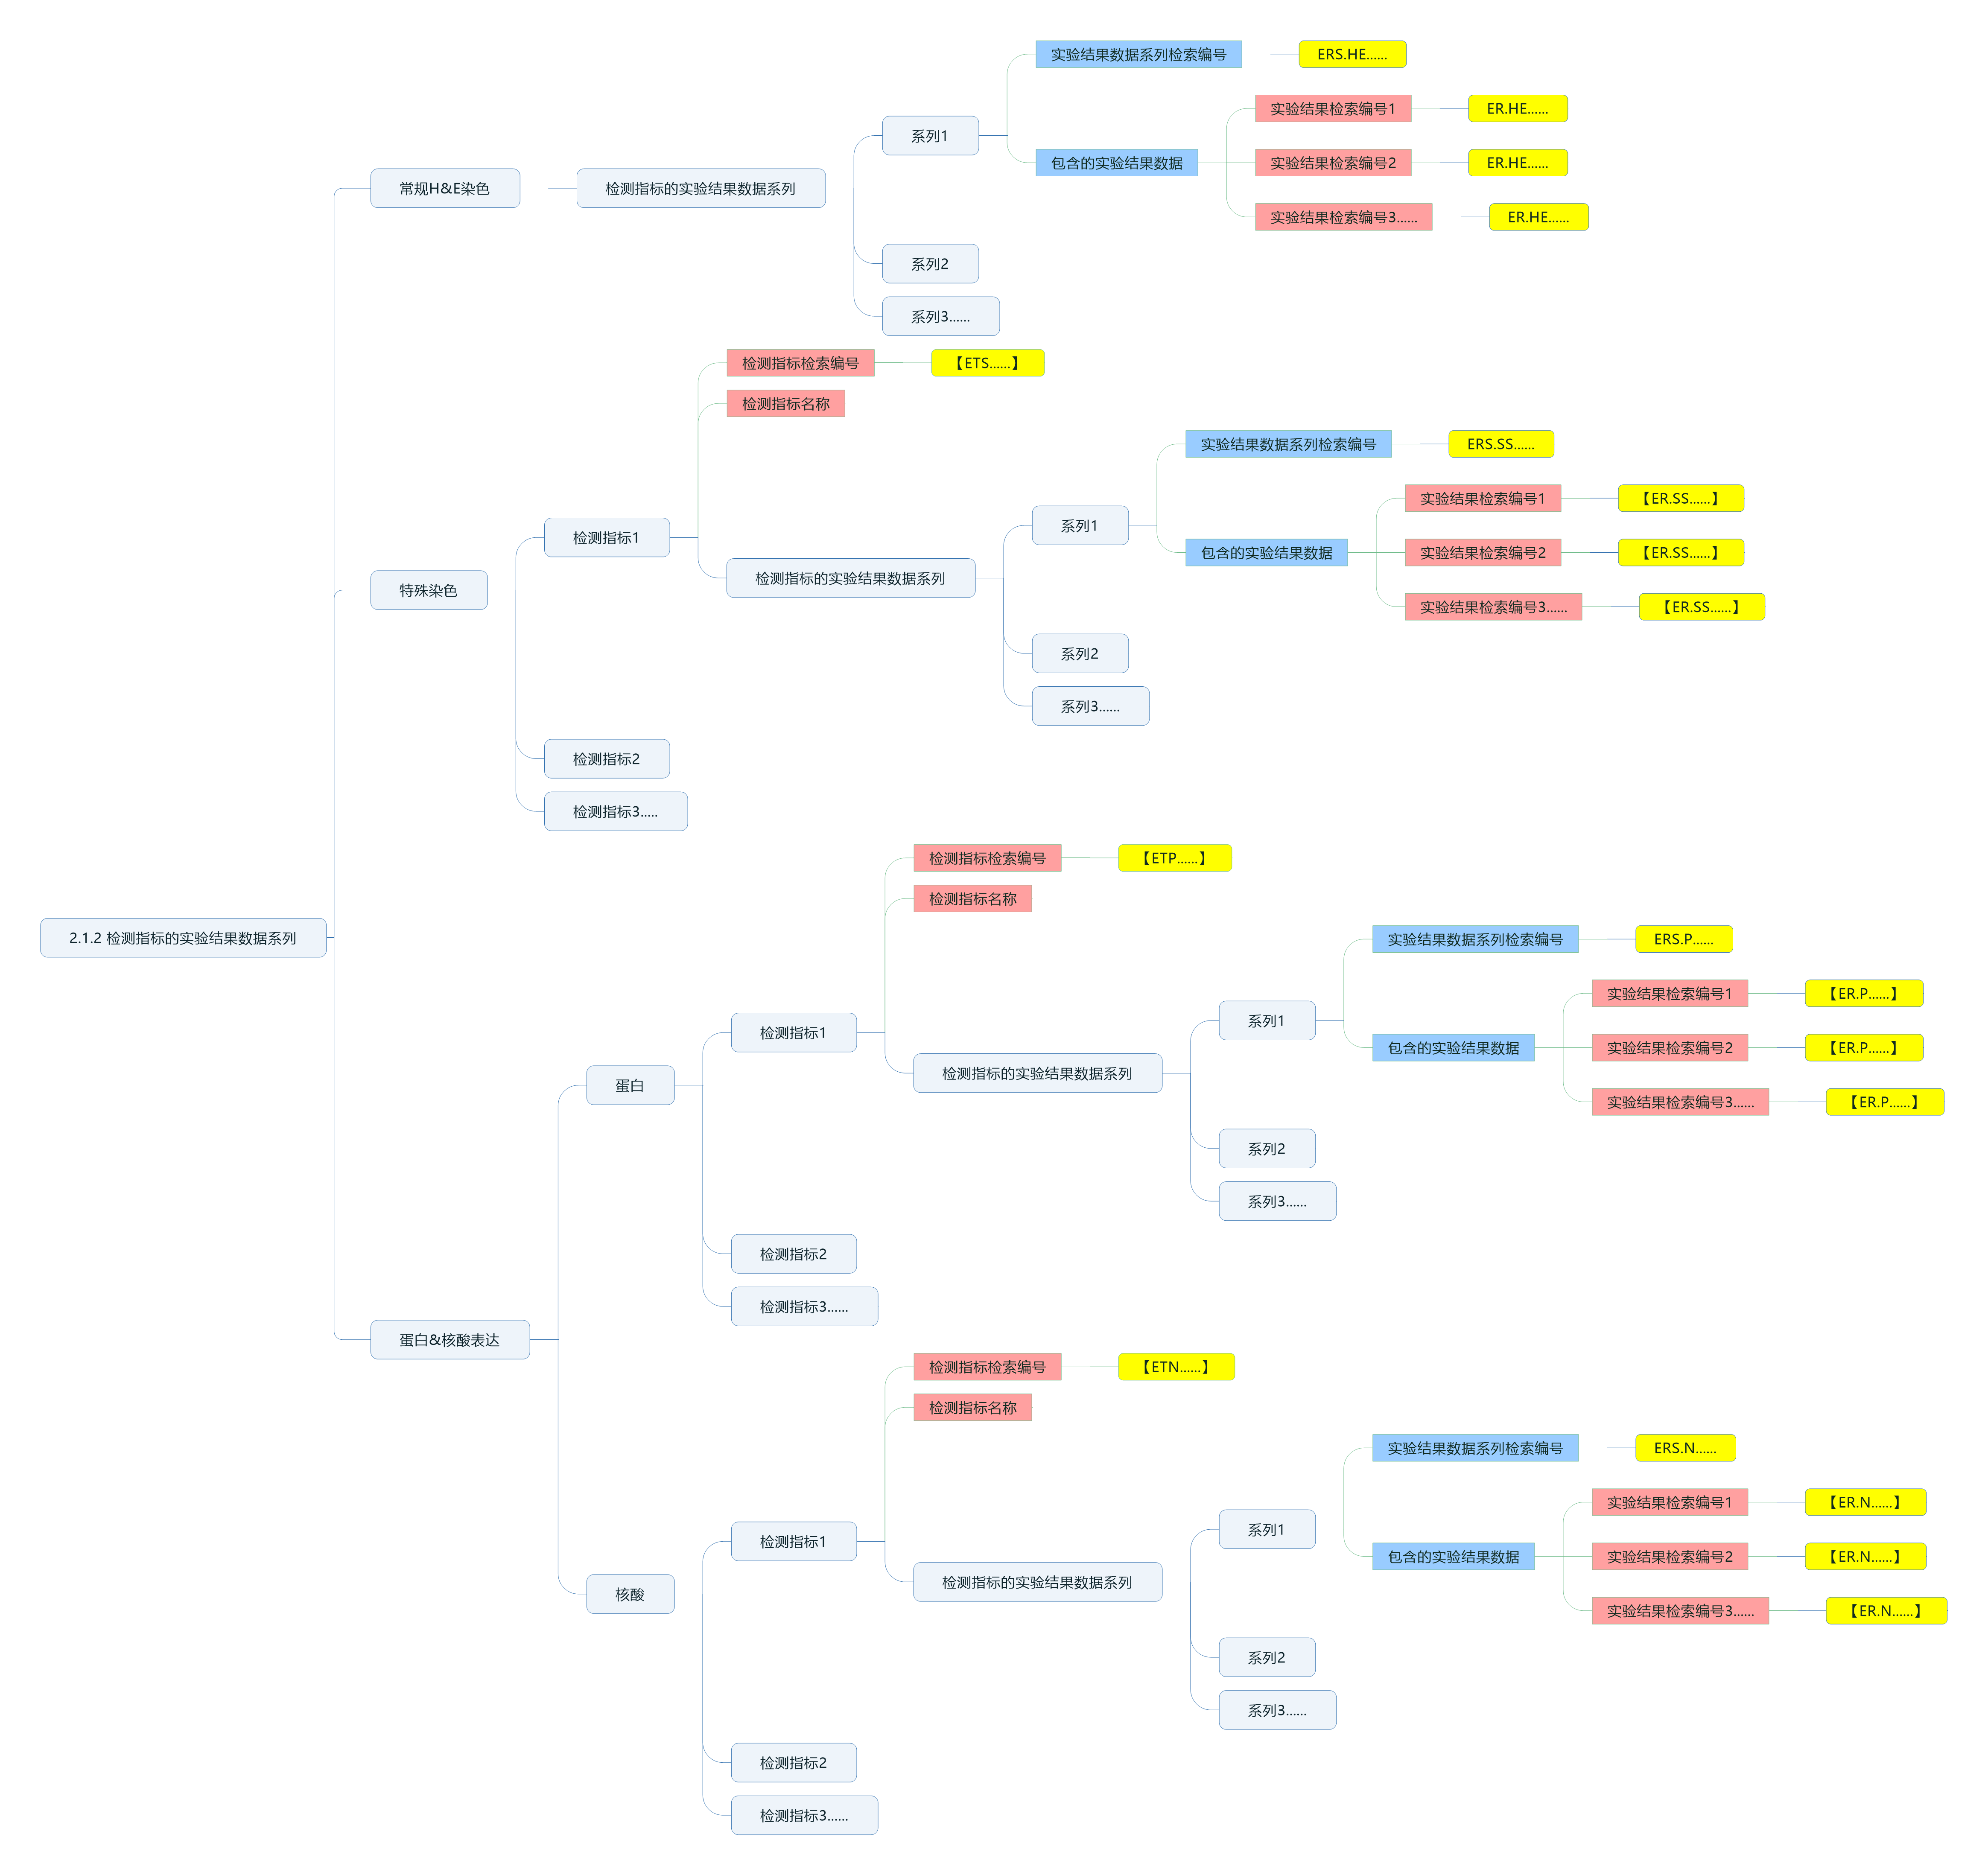 2.1.2 检测指标的实验结果数据系列
常规H&E染色
检测指标的实验结果数据系列
系列1
实验结果数据系列检索编号
ERS.HE......
包含的实验结果数据
实验结果检索编号1
ER.HE......
实验结果检索编号2
ER.HE......
实验结果检索编号3......
ER.HE......
系列2
系列3......
特殊染色
检测指标1
检测指标检索编号
【ETS......】
检测指标名称
检测指标的实验结果数据系列
系列1
实验结果数据系列检索编号
ERS.SS......
包含的实验结果数据
实验结果检索编号1
【ER.SS......】
实验结果检索编号2
【ER.SS......】
实验结果检索编号3......
【ER.SS......】
系列2
系列3......
检测指标2
检测指标3.....
蛋白&核酸表达
蛋白
检测指标1
检测指标检索编号
【ETP......】
检测指标名称
检测指标的实验结果数据系列
系列1
实验结果数据系列检索编号
ERS.P......
包含的实验结果数据
实验结果检索编号1
【ER.P......】
实验结果检索编号2
【ER.P......】
实验结果检索编号3......
【ER.P......】
系列2
系列3......
检测指标2
检测指标3......
核酸
检测指标1
检测指标检索编号
【ETN......】
检测指标名称
检测指标的实验结果数据系列
系列1
实验结果数据系列检索编号
ERS.N......
包含的实验结果数据
实验结果检索编号1
【ER.N......】
实验结果检索编号2
【ER.N......】
实验结果检索编号3......
【ER.N......】
系列2
系列3......
检测指标2
检测指标3......